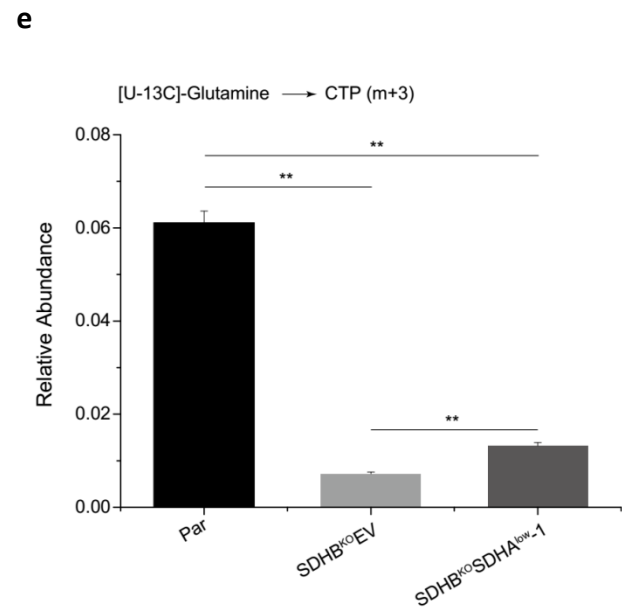 e
[U-13C]-Glutamine → CTP (m+3)
0.08
0.06
0.04
0.02
0.00
Relative Abundance
**
**
**
Par
SDHBᴷᴼEV
SDHBᴷᴼSDHAˡᵒʷ-1